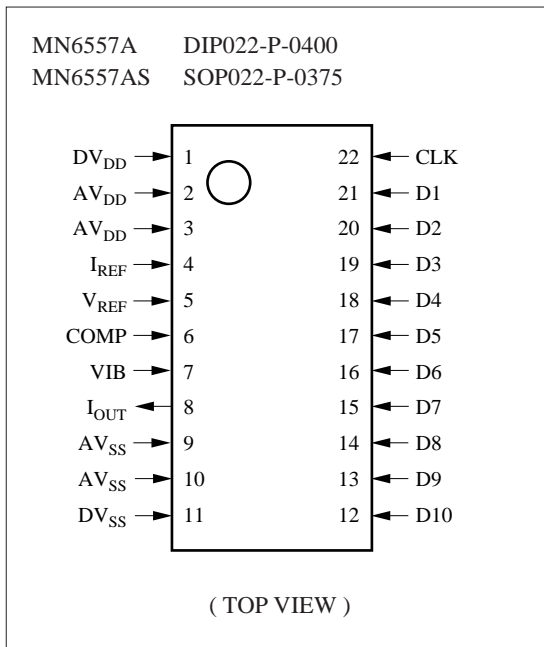 MN6557A DIP022-P-0400
MN6557AS SOP022-P-0375
DVDD 1 22 CLK
AVDD 2 21 D1
AVDD 3 20 D2
IREF 4 19 D3
VREF 5 18 D4
COMP 6 17 D5
VIB 7 16 D6
IOUT 8 15 D7
AVSS 9 14 D8
AVSS 10 13 D9
DVSS 11 12 D10
( TOP VIEW )